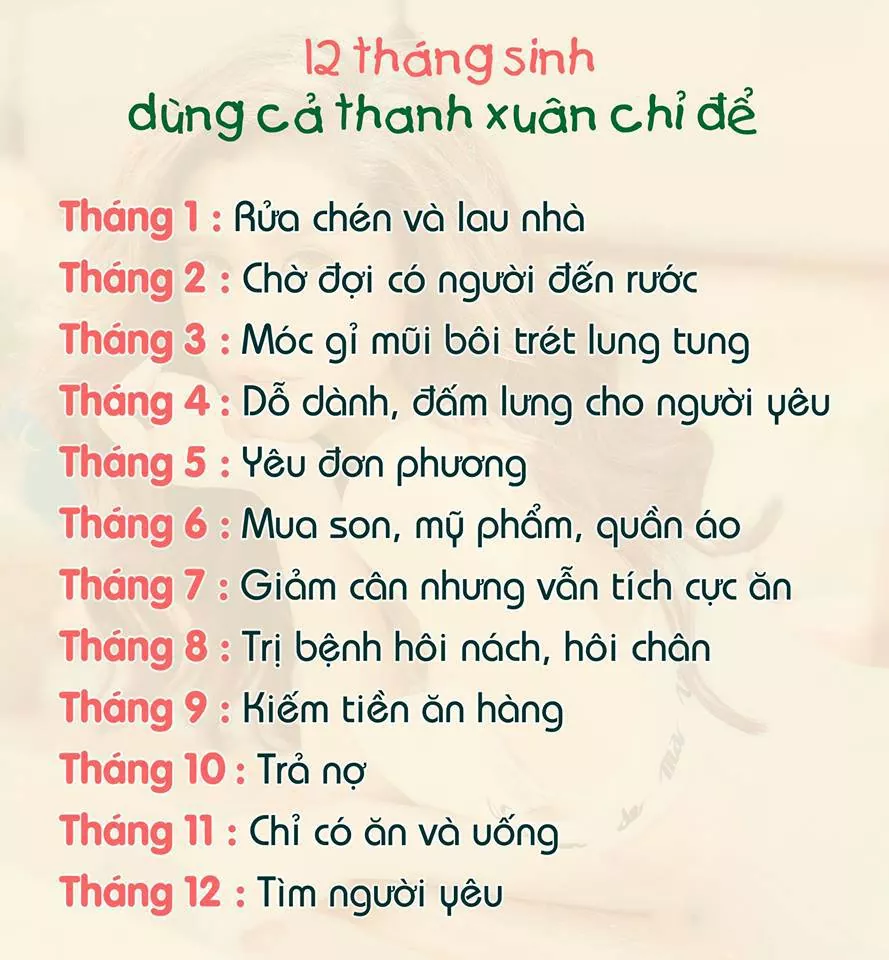 12 tháng sinh
dùng cả thanh xuân chỉ để
Tháng 1 : Rửa chén và lau nhà
Tháng 2 : Chờ đợi có người đến rước
Tháng 3 : Móc gỉ mũi bôi trét lung tung
Tháng 4 : Dỗ dành, đấm lưng cho người yêu
Tháng 5 : Yêu đơn phương
Tháng 6 : Mua son, mỹ phẩm, quần áo
Tháng 7 : Giảm cân nhưng vẫn tích cực ăn
Tháng 8 : Trị bệnh hôi nách, hôi chân
Tháng 9 : Kiếm tiền ăn hàng
Tháng 10 : Trả nợ
Tháng 11 : Chỉ có ăn và uống
Tháng 12 : Tìm người yêu